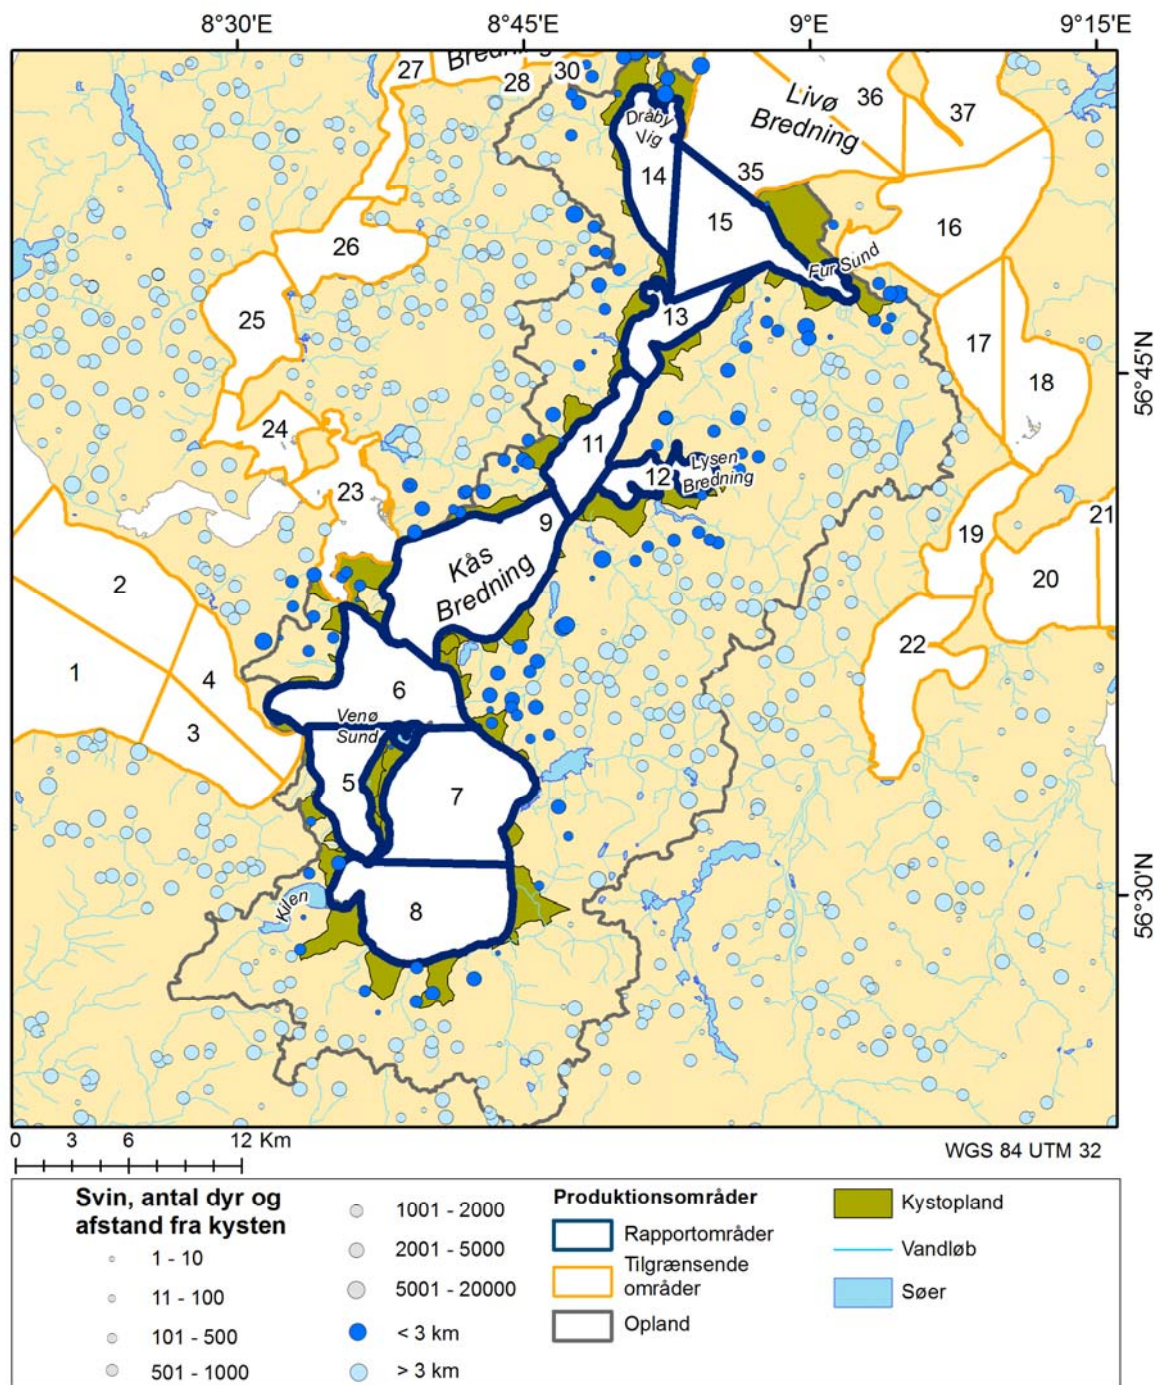 8°30'E
8°45'E
9°E
9°15'E
27
Bredning
28
30
Livø
Bredning
36
37
Dråby
Vig
14
35
15
16
26
Fur Sund
25
13
17
18
56°45'N
24
11
12
Lysen
Bredning
23
9
Kås
Bredning
19
21
20
2
22
1
4
6
3
Venø
Sund
5
7
56°30'N
Kilen
8
0 3 6 12 Km
WGS 84 UTM 32
Svin, antal dyr og
afstand fra kysten
1 - 10
11 - 100
101 - 500
501 - 1000
1001 - 2000
2001 - 5000
5001 - 20000
< 3 km
> 3 km
Produktionsområder
Rapportområder
Tilgrænsende
områder
Opland
Kystopland
Vandløb
Søer